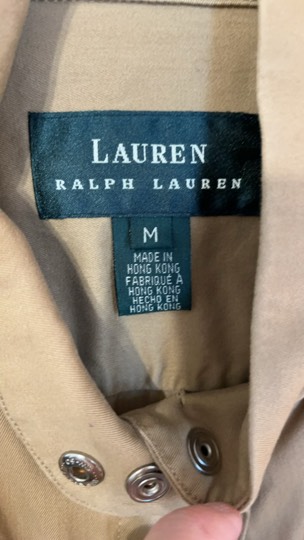 LAUREN
RALPH LAUREN
M
MADE IN
HONG KONG
FABRIQUÉ À
HONG KONG
HECHO EN
HONG KONG